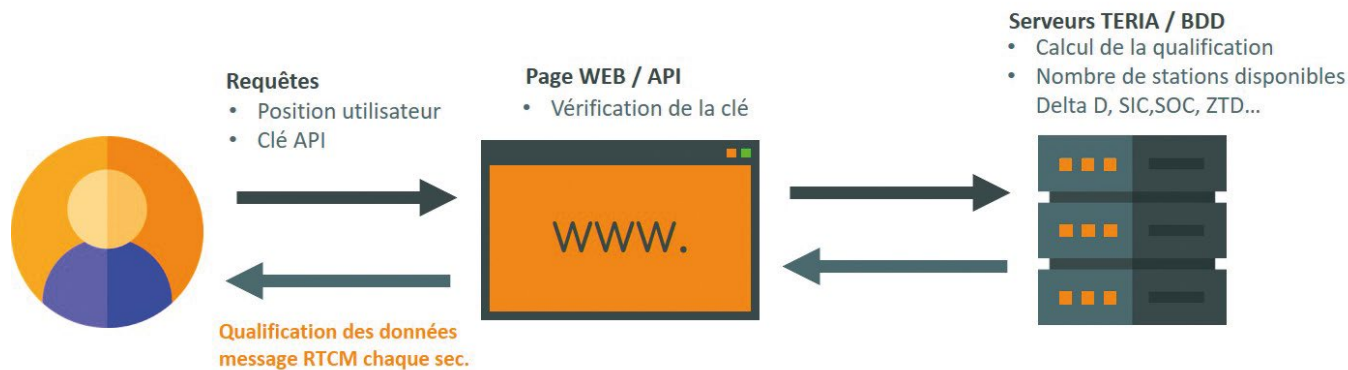 Requêtes
• Position utilisateur
• Clé API
Qualification des données
message RTCM chaque sec.
Page WEB / API
• Vérification de la clé
WWW.
Serveurs TERIA / BDD
• Calcul de la qualification
• Nombre de stations disponibles
Delta D, SIC,SOC, ZTD...